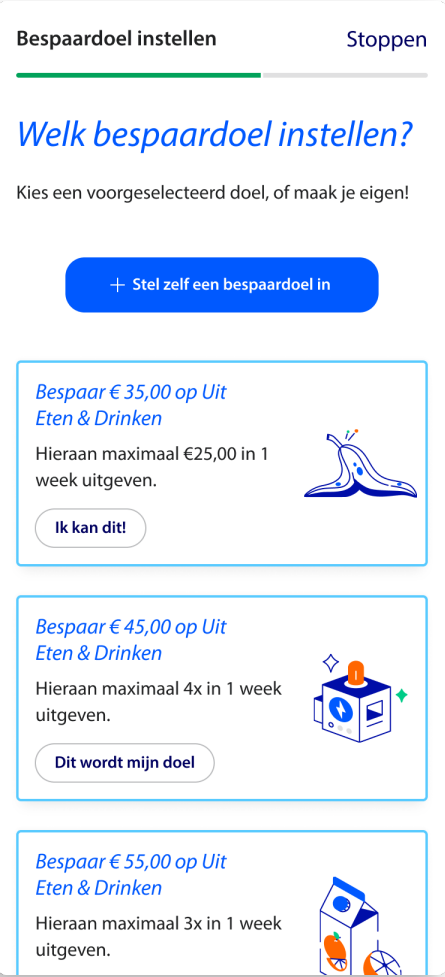 Bespaardoel instellen
Stoppen
Welk bespaardoel instellen?
Kies een voorgeselecteerd doel, of maak je eigen!
+ Stel zelf een bespaardoel in
Bespaar € 35,00 op Uit
Eten & Drinken
Hieraan maximaal €25,00 in 1
week uitgeven.
Ik kan dit!
Bespaar € 45,00 op Uit
Eten & Drinken
Hieraan maximaal 4x in 1 week
uitgeven.
Dit wordt mijn doel
Bespaar € 55,00 op Uit
Eten & Drinken
Hieraan maximaal 3x in 1 week
uitgeven.